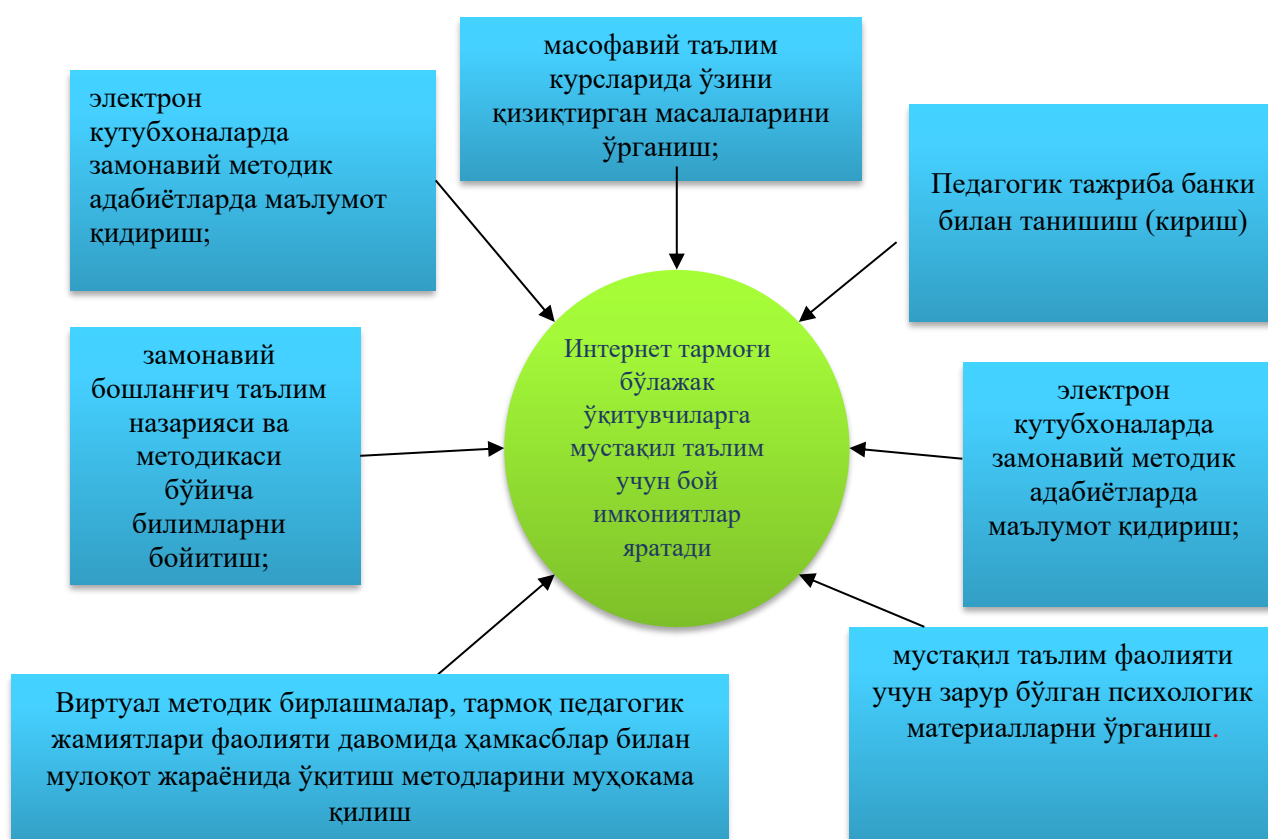 масофавий таълим
курсларида ўзини
қизиқтирган масалаларини
ўрганиш;
электрон
кутубхоналарда
замонавий методик
адабиётларда маълумот
қидириш;
Педагогик тажриба банки
билан танишиш (кириш)
замонавий
бошланғич таълим
назарияси ва
методикаси
бўйича
билимларни
бойитиш;
Интернет тармоғи
бўлажак
ўқитувчиларга
мустақил таълим
учун бой
имкониятлар
яратади
электрон
кутубхоналарда
замонавий методик
адабиётларда
маълумот қидириш;
Виртуал методик бирлашмалар, тармоқ педагогик
жамиятлари фаолияти давомида ҳамкасблар билан
мулоқот жараёнида ўқитиш методларини муҳокама
қилиш
мустақил таълим фаолияти
учун зарур бўлган психологик
материалларни ўрганиш.